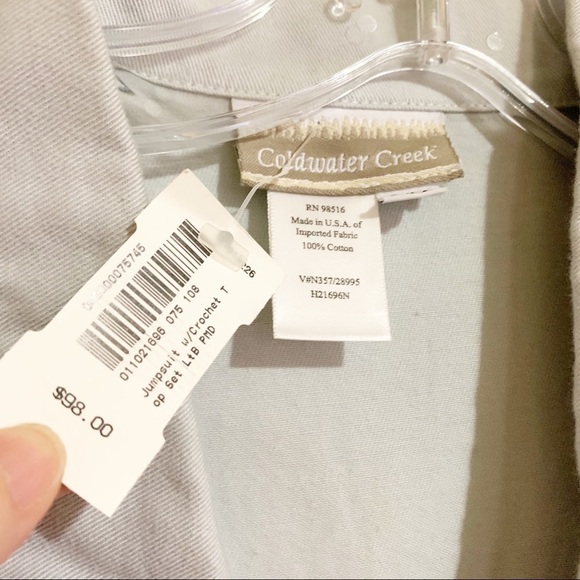 Coldwater Creek
RN 98516
Made in U.S.A. of
Imported Fabric
100% Cotton
V#N357/28995
H21696N
011021696 075 108
Jumpsuit w/Crochet T
op Set LtB PMD
$98.00